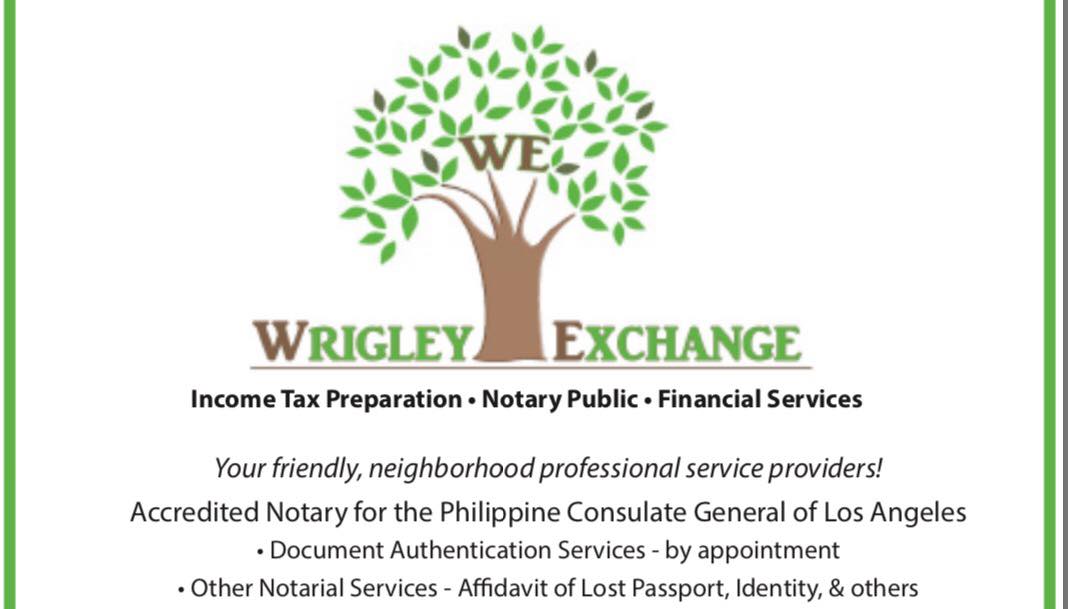 WE
WRIGLEY EXCHANGE
Income Tax Preparation • Notary Public • Financial Services
Your friendly, neighborhood professional service providers!
Accredited Notary for the Philippine Consulate General of Los Angeles
• Document Authentication Services - by appointment
• Other Notarial Services - Affidavit of Lost Passport, Identity, & others